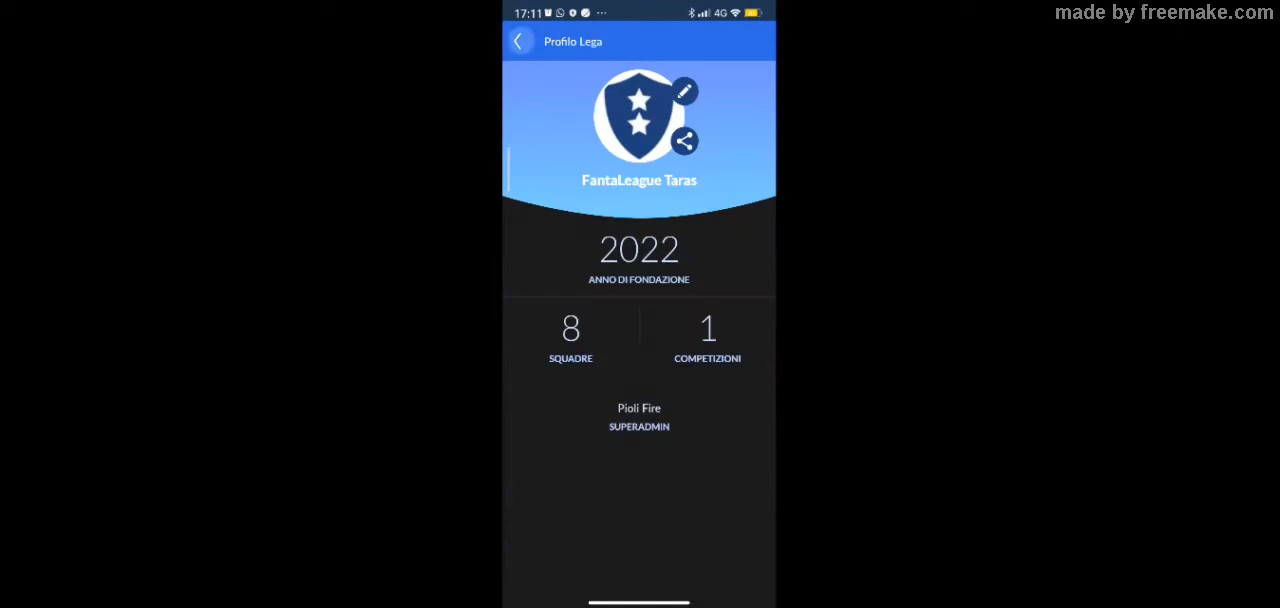 17:11
4G
made by freemake.com
Profilo Lega
FantaLeague Taras
2022
ANNO DI FONDAZIONE
8
1
SQUADRE
COMPETIZIONI
Pioli Fire
SUPERADMIN